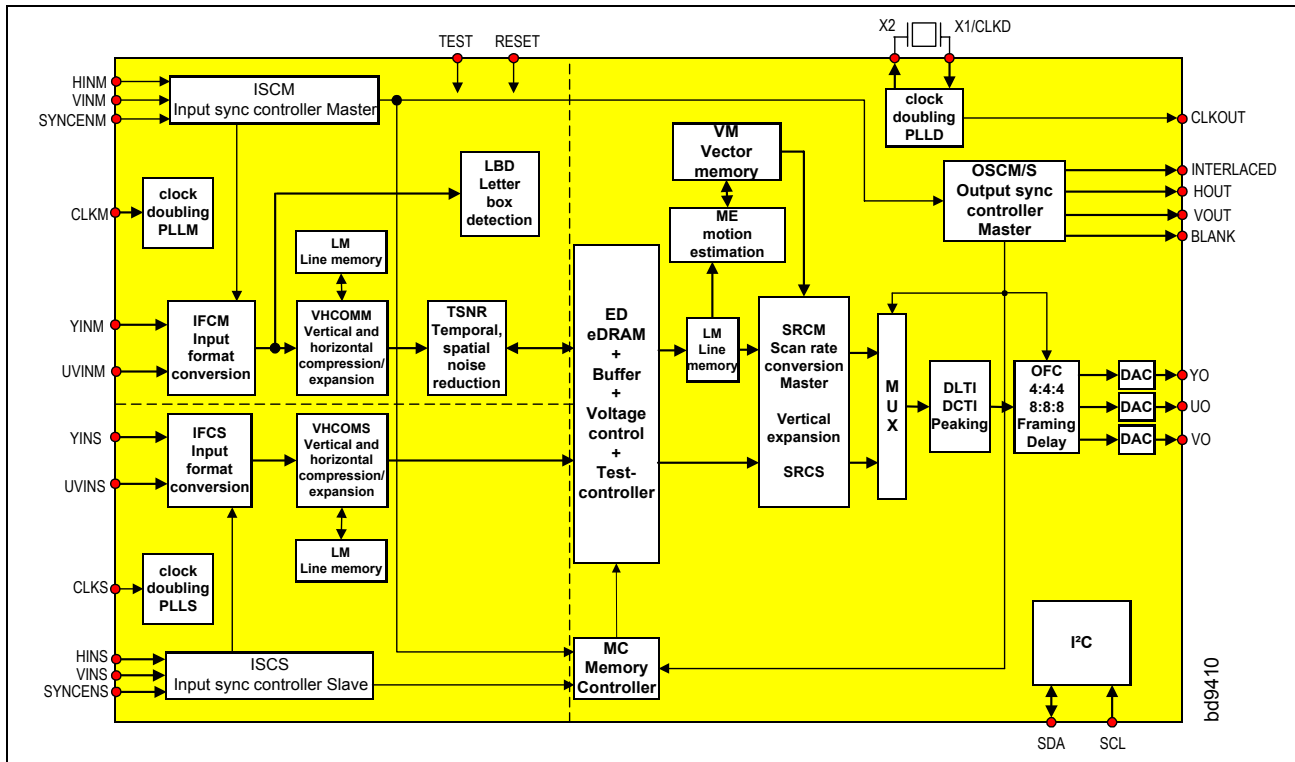 X2
X1/CLKD
TEST
RESET
HINM
VINM
SYNCENM
ISCM
Input sync controller Master
clock
doubling
PLLD
CLKOUT
VM
Vector
memory
LBD
Letter
box
detection
OSCM/S
Output sync
controller
Master
INTERLACED
HOUT
VOUT
BLANK
CLKM
clock
doubling
PLLM
ME
motion
estimation
LM
Line memory
YINM
UVINM
IFCM
Input
format
conversion
VHCOMM
Vertical and
horizontal
compression/
expansion
TSNR
Temporal,
spatial
noise
reduction
ED
eDRAM
+
Buffer
+
Voltage
control
+
Test-
controller
LM
Line
memory
SRCM
Scan rate
conversion
Master
Vertical
expansion
SRCS
M
U
X
DLTI
DCTI
Peaking
OFC
4:4:4
8:8:8
Framing
Delay
DAC
YO
DAC
UO
DAC
VO
YINS
UVINS
IFCS
Input
format
conversion
VHCOMS
Vertical and
horizontal
compression/
expansion
LM
Line memory
CLKS
clock
doubling
PLLS
HINS
VINS
SYNCENS
ISCS
Input sync controller Slave
MC
Memory
Controller
I²C
SDA
SCL
bd9410